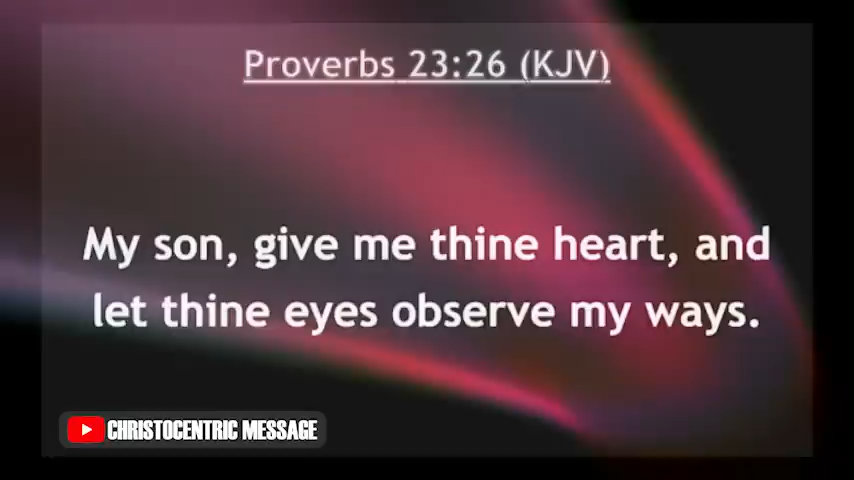 Proverbs 23:26 (KJV)
My son, give me thine heart, and
let thine eyes observe my ways.
CHRISTOCENTRIC MESSAGE